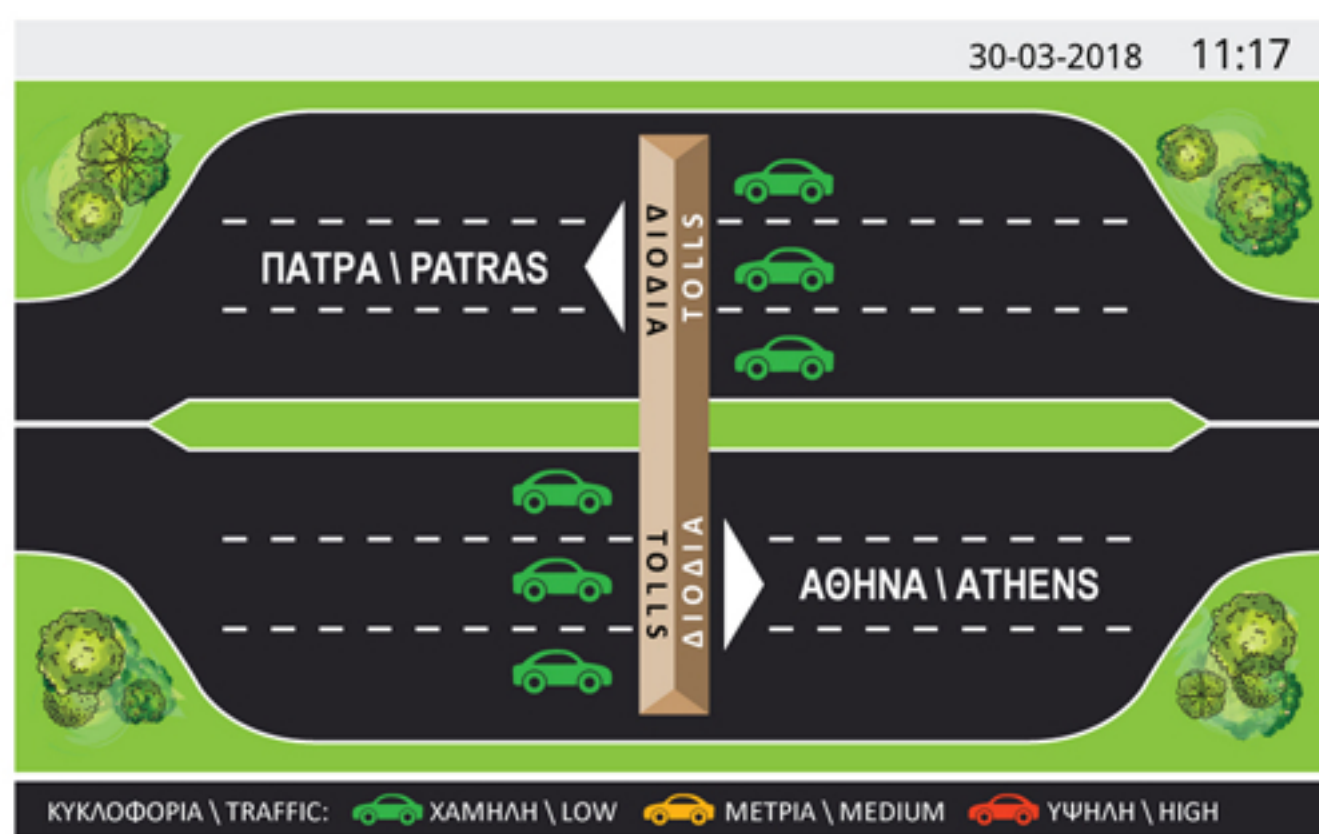 30-03-2018 11:17
ΠΑΤΡΑ \ PATRAS
ΔΙΟΔΙΑ
TOLLS
TOLLS
ΔΙΟΔΙΑ
ΑΘΗΝΑ \ ATHENS
ΚΥΚΛΟΦΟΡΙΑ \ TRAFFIC: ΧΑΜΗΛΗ \ LOW ΜΕΤΡΙΑ \ MEDIUM ΥΨΗΛΗ \ HIGH